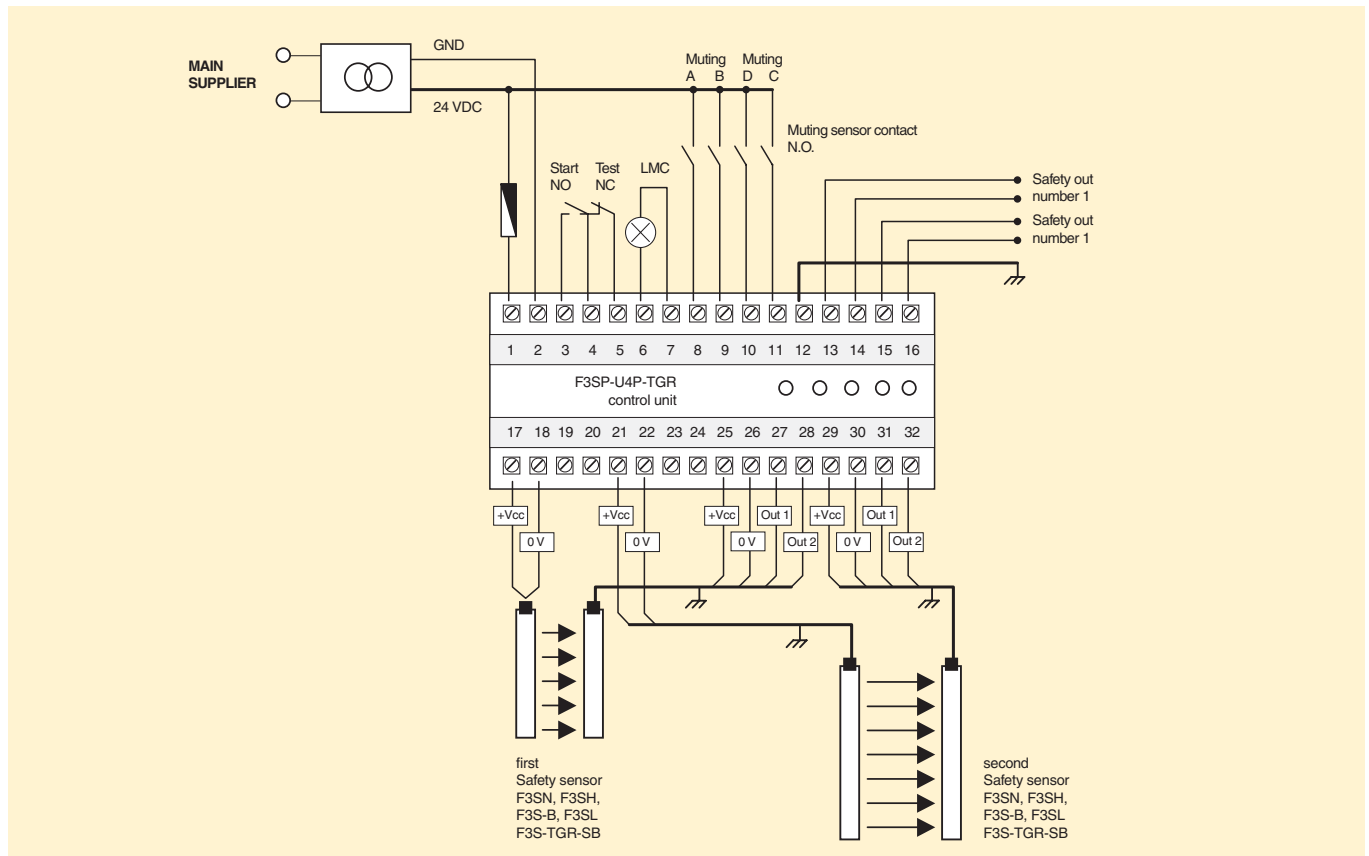 MAIN
SUPPLIER
GND
24 VDC
Muting Muting
A B D C
Muting sensor contact
N.O.
Start
NO
Test
NC
LMC
Safety out
number 1
Safety out
number 1
1 2 3 4 5 6 7 8 9 10 11 12 13 14 15 16
F3SP-U4P-TGR
control unit
17 18 19 20 21 22 23 24 25 26 27 28 29 30 31 32
+Vcc +Vcc +Vcc Out 1 +Vcc Out 1
0 V 0 V 0 V Out 2 0 V Out 2
first
Safety sensor
F3SN, F3SH,
F3S-B, F3SL
F3S-TGR-SB
second
Safety sensor
F3SN, F3SH,
F3S-B, F3SL
F3S-TGR-SB